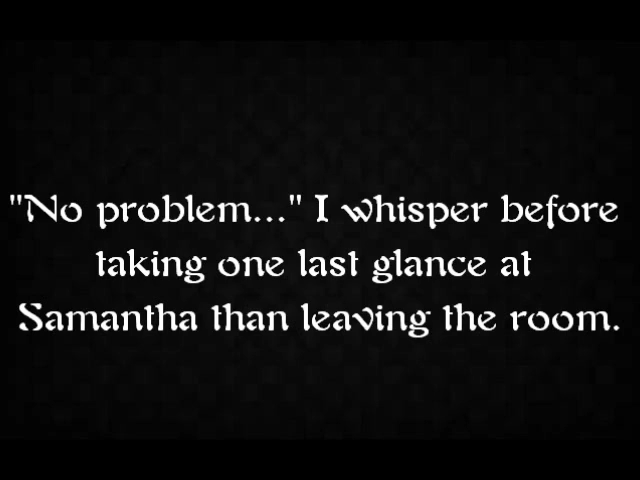 "No problem..." I whisper before
taking one last glance at
Samantha than leaving the room.